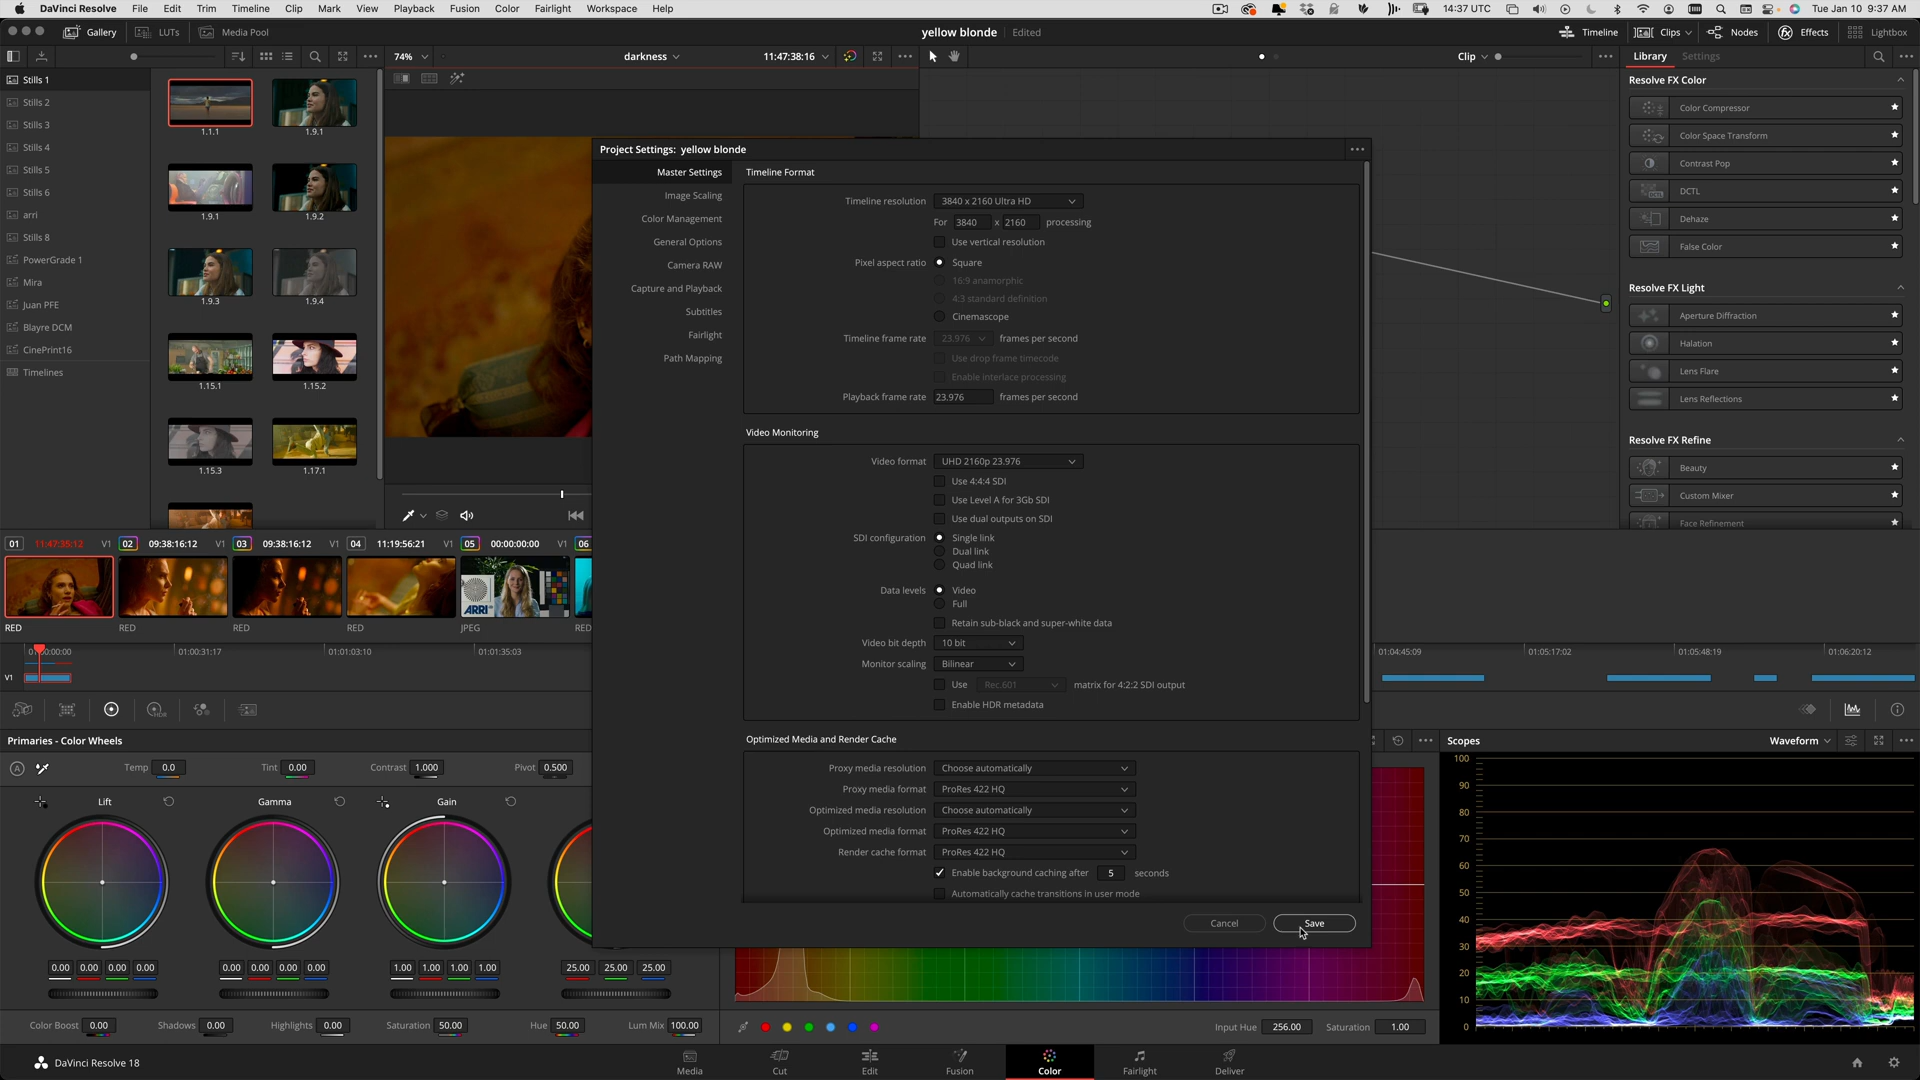 DaVinci Resolve File Edit Trim Timeline Clip Mark View Playback Fusion Color Fairlight Workspace Help 14:37 UTC Tue Jan 10 9:37 AM
Gallery LUTs Media Pool yellow blonde Edited Timeline Clips Nodes Effects Lightbox
74% darkness 11:47:38:16 Clip Library Settings
Stills 1
Stills 2
Stills 3
Stills 4
Stills 5
Stills 6
arri
Stills 8
PowerGrade 1
Mira
Juan PFE
Blayre DCM
CinePrint16
Timelines
1.1.1 1.9.1
1.9.1 1.9.2
1.9.3 1.9.4
1.15.1 1.15.2
1.15.3 1.17.1
Project Settings: yellow blonde
Master Settings
Image Scaling
Color Management
General Options
Camera RAW
Capture and Playback
Subtitles
Fairlight
Path Mapping
Timeline Format
Timeline resolution 3840 x 2160 Ultra HD
For 3840 x 2160 processing
Use vertical resolution
Pixel aspect ratio Square
16:9 anamorphic
4:3 standard definition
Cinemascope
Timeline frame rate 23.976 frames per second
Use drop frame timecode
Enable interlace processing
Playback frame rate 23.976 frames per second
Video Monitoring
Video format UHD 2160p 23.976
Use 4:4:4 SDI
Use Level A for 3Gb SDI
Use dual outputs on SDI
SDI configuration Single link
Dual link
Quad link
Data levels Video
Full
Retain sub-black and super-white data
Video bit depth 10 bit
Monitor scaling Bilinear
Use Rec.601 matrix for 4:2:2 SDI output
Enable HDR metadata
Optimized Media and Render Cache
Proxy media resolution Choose automatically
Proxy media format ProRes 422 HQ
Optimized media resolution Choose automatically
Optimized media format ProRes 422 HQ
Render cache format ProRes 422 HQ
Enable background caching after 5 seconds
Automatically cache transitions in user mode
Cancel Save
Resolve FX Color
Color Compressor
Color Space Transform
Contrast Pop
DCTL
Dehaze
False Color
Resolve FX Light
Aperture Diffraction
Halation
Lens Flare
Lens Reflections
Resolve FX Refine
Beauty
Custom Mixer
Face Refinement
01 11:47:35:12 V1 02 09:38:16:12 V1 03 09:38:16:12 V1 04 11:19:56:21 V1 05 00:00:00:00 V1 06
ARRI
RED RED RED RED JPEG RED
01:00:31:17 01:01:03:10 01:01:35:03 01:04:45:09 01:05:17:02 01:05:48:19 01:06:20:12
V1
Primaries - Color Wheels
Temp 0.0 Tint 0.00 Contrast 1.000 Pivot 0.500
Lift Gamma Gain
0.00 0.00 0.00 0.00 0.00 0.00 0.00 0.00 1.00 1.00 1.00 1.00 25.00 25.00 25.00
Color Boost 0.00 Shadows 0.00 Highlights 0.00 Saturation 50.00 Hue 50.00 Lum Mix 100.00
Input Hue 256.00 Saturation 1.00
Scopes Waveform
100
90
80
70
60
50
40
30
20
10
0
DaVinci Resolve 18 Media Cut Edit Fusion Color Fairlight Deliver